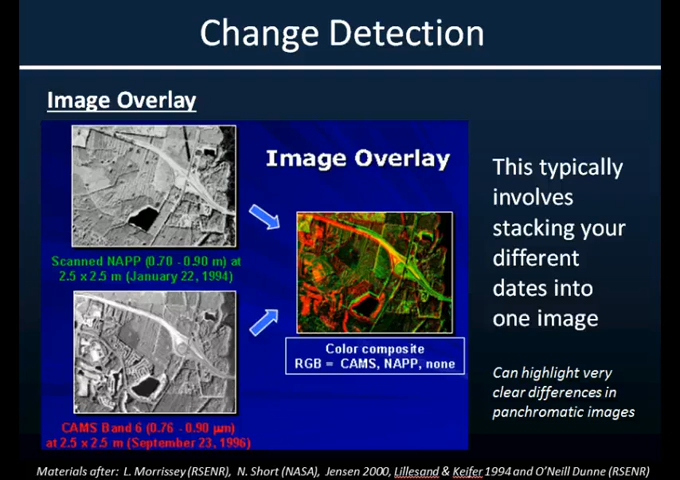 Change Detection
Image Overlay
Image Overlay
Scanned NAPP (0.70 - 0.90 m) at
2.5 x 2.5 m (January 22, 1994)
CAMS Band 6 (0.76 - 0.90 µm)
at 2.5 x 2.5 m (September 23, 1996)
Color composite
RGB = CAMS, NAPP, none
This typically
involves
stacking your
different
dates into
one image
Can highlight very
clear differences in
panchromatic images
Materials after: L. Morrissey (RSENR), N. Short (NASA), Jensen 2000, Lillesand & Keifer 1994 and O'Neill Dunne (RSENR)